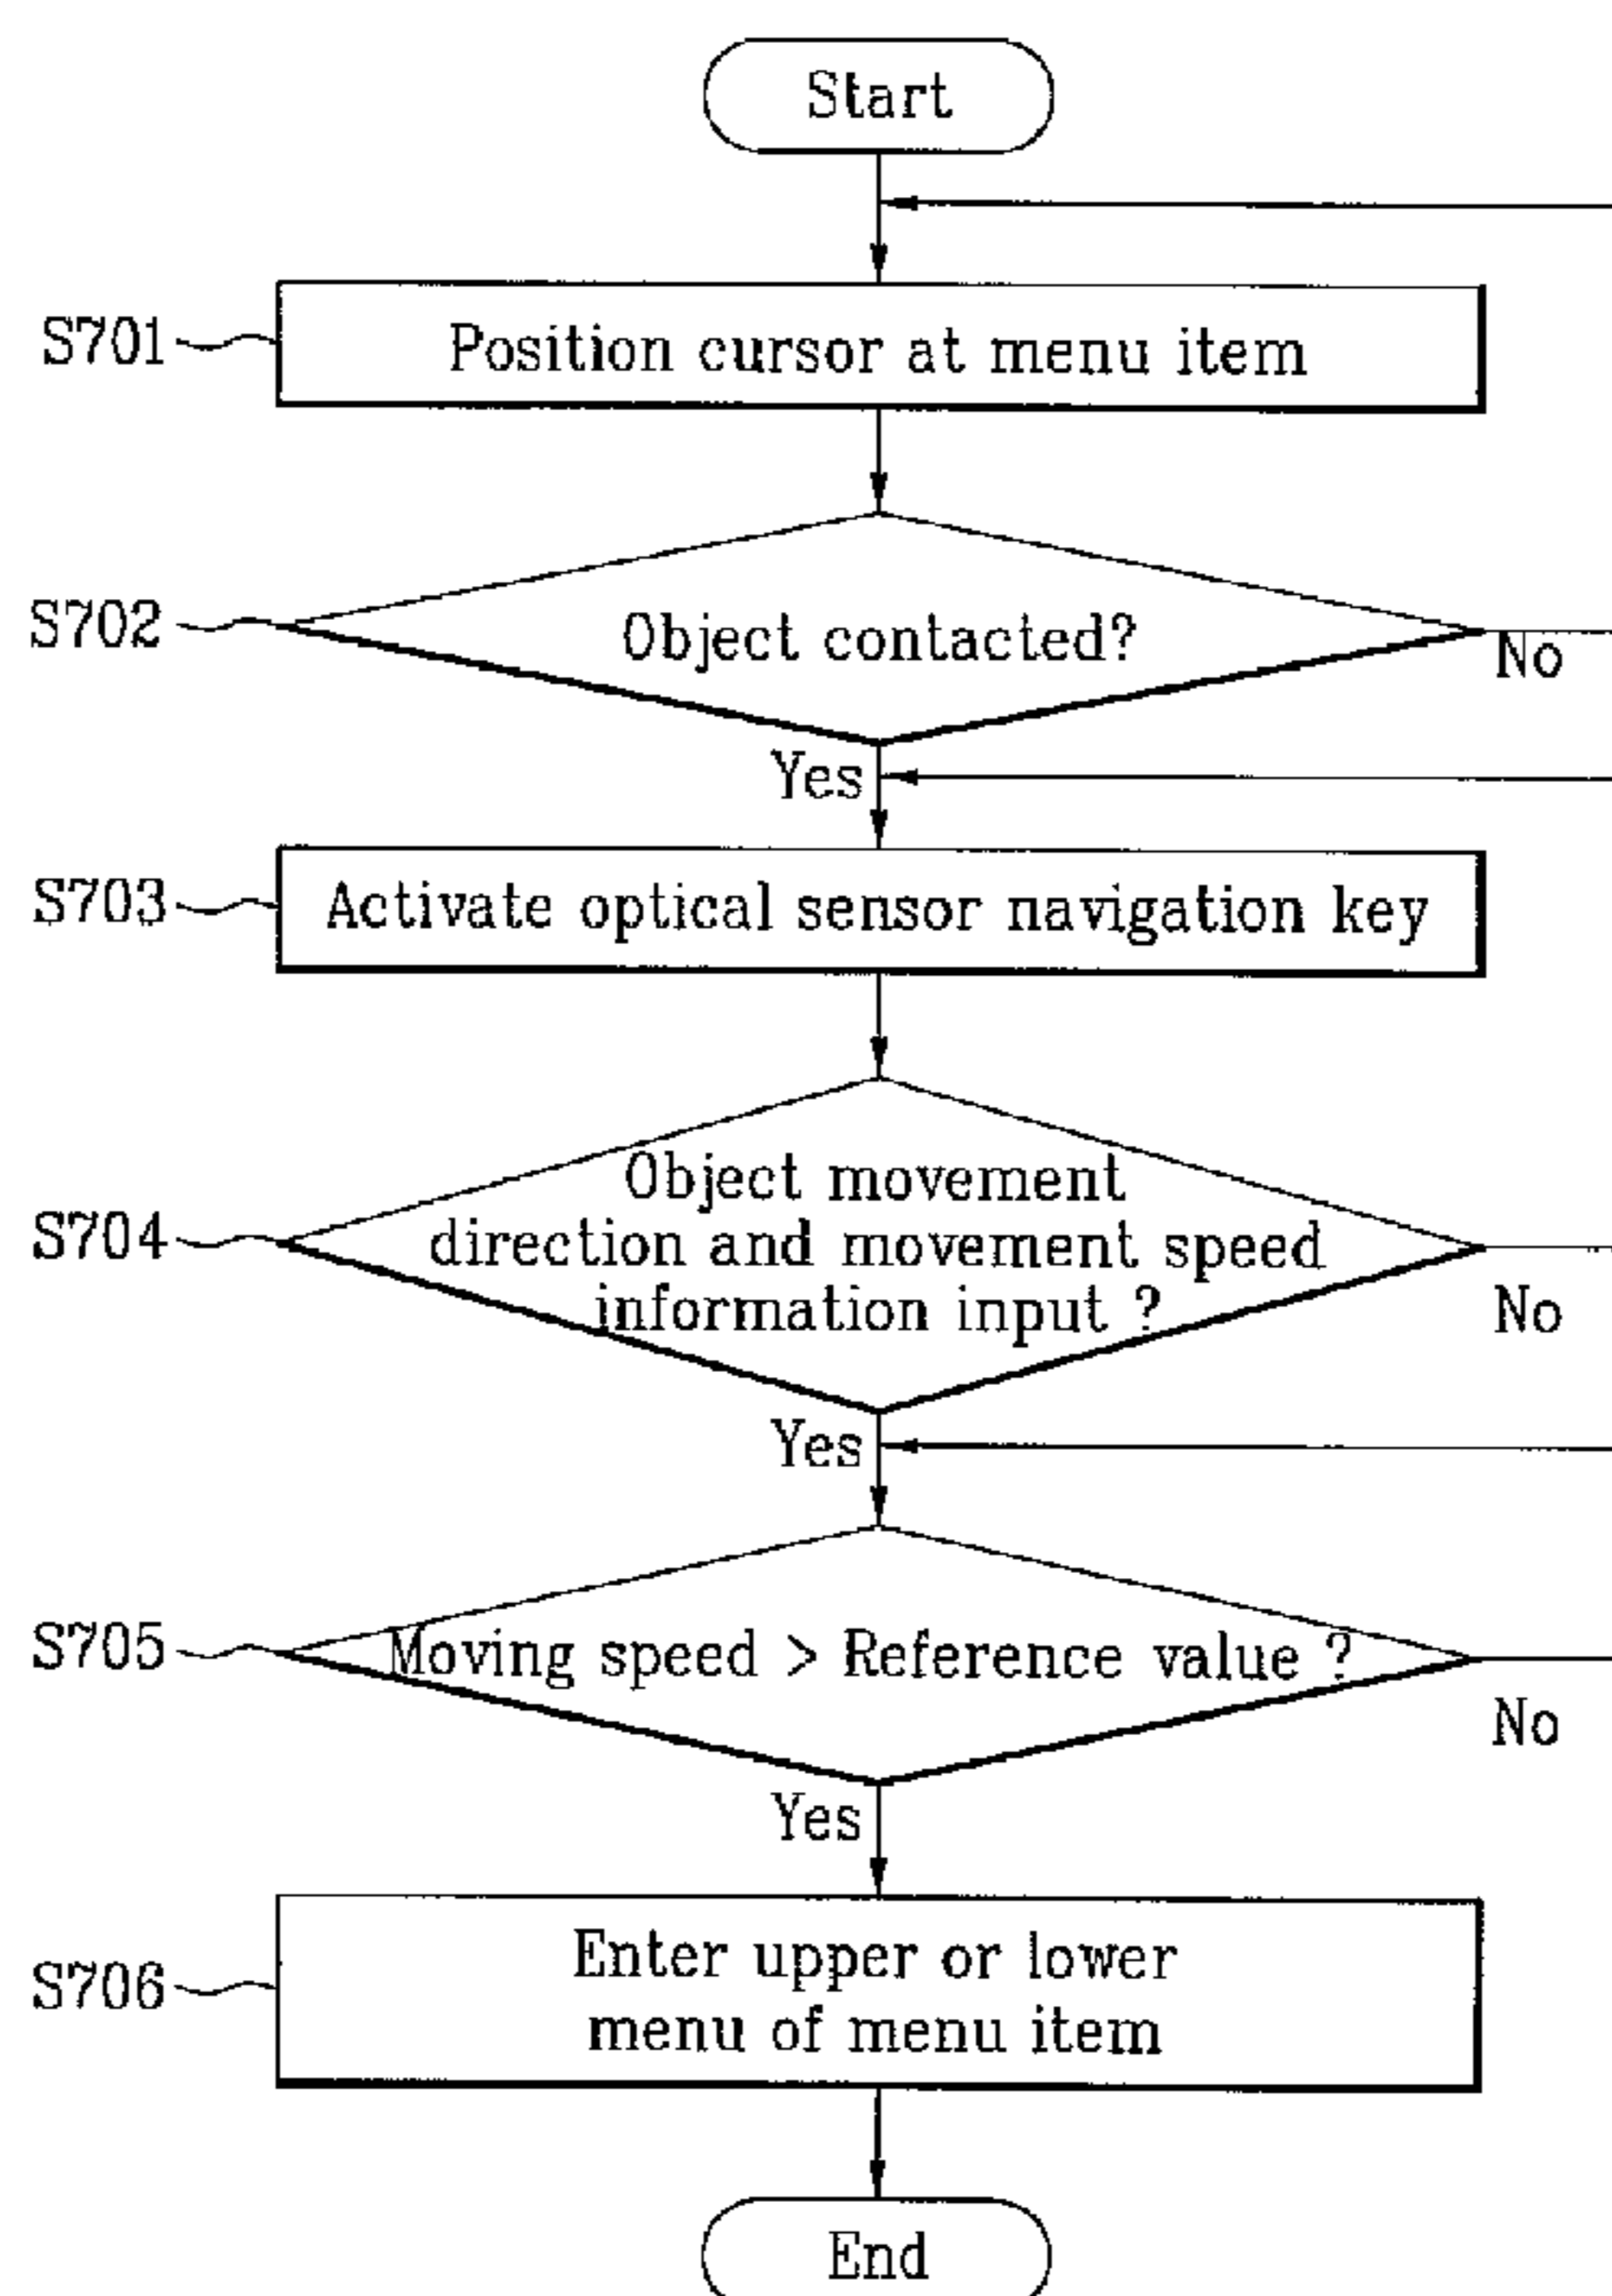 Start
S701
Position cursor at menu item
S702
Object contacted?
No
Yes
S703
Activate optical sensor navigation key
S704
Object movement
direction and movement speed
information input ?
No
Yes
S705
Moving speed > Reference value ?
No
Yes
S706
Enter upper or lower
menu of menu item
End